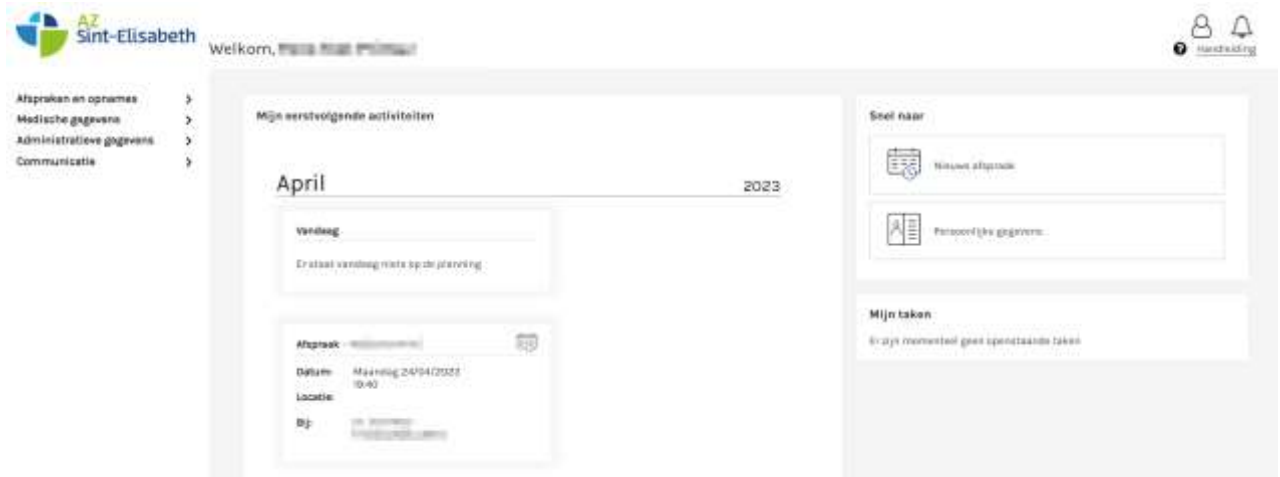 AZ
Sint-Elisabeth
Welkom,
Handleiding
Afspraken en opnames
Medische gegevens
Administratieve gegevens
Communicatie
Mijn eerstvolgende activiteiten
April 2023
Vandaag
Er staat vandaag niets op de planning
Afspraak
Datum: Maandag 24/04/2023
19:40
Locatie:
Bij:
Snel naar
Nieuwe afspraak
Persoonlijke gegevens
Mijn taken
Er zijn momenteel geen openstaande taken